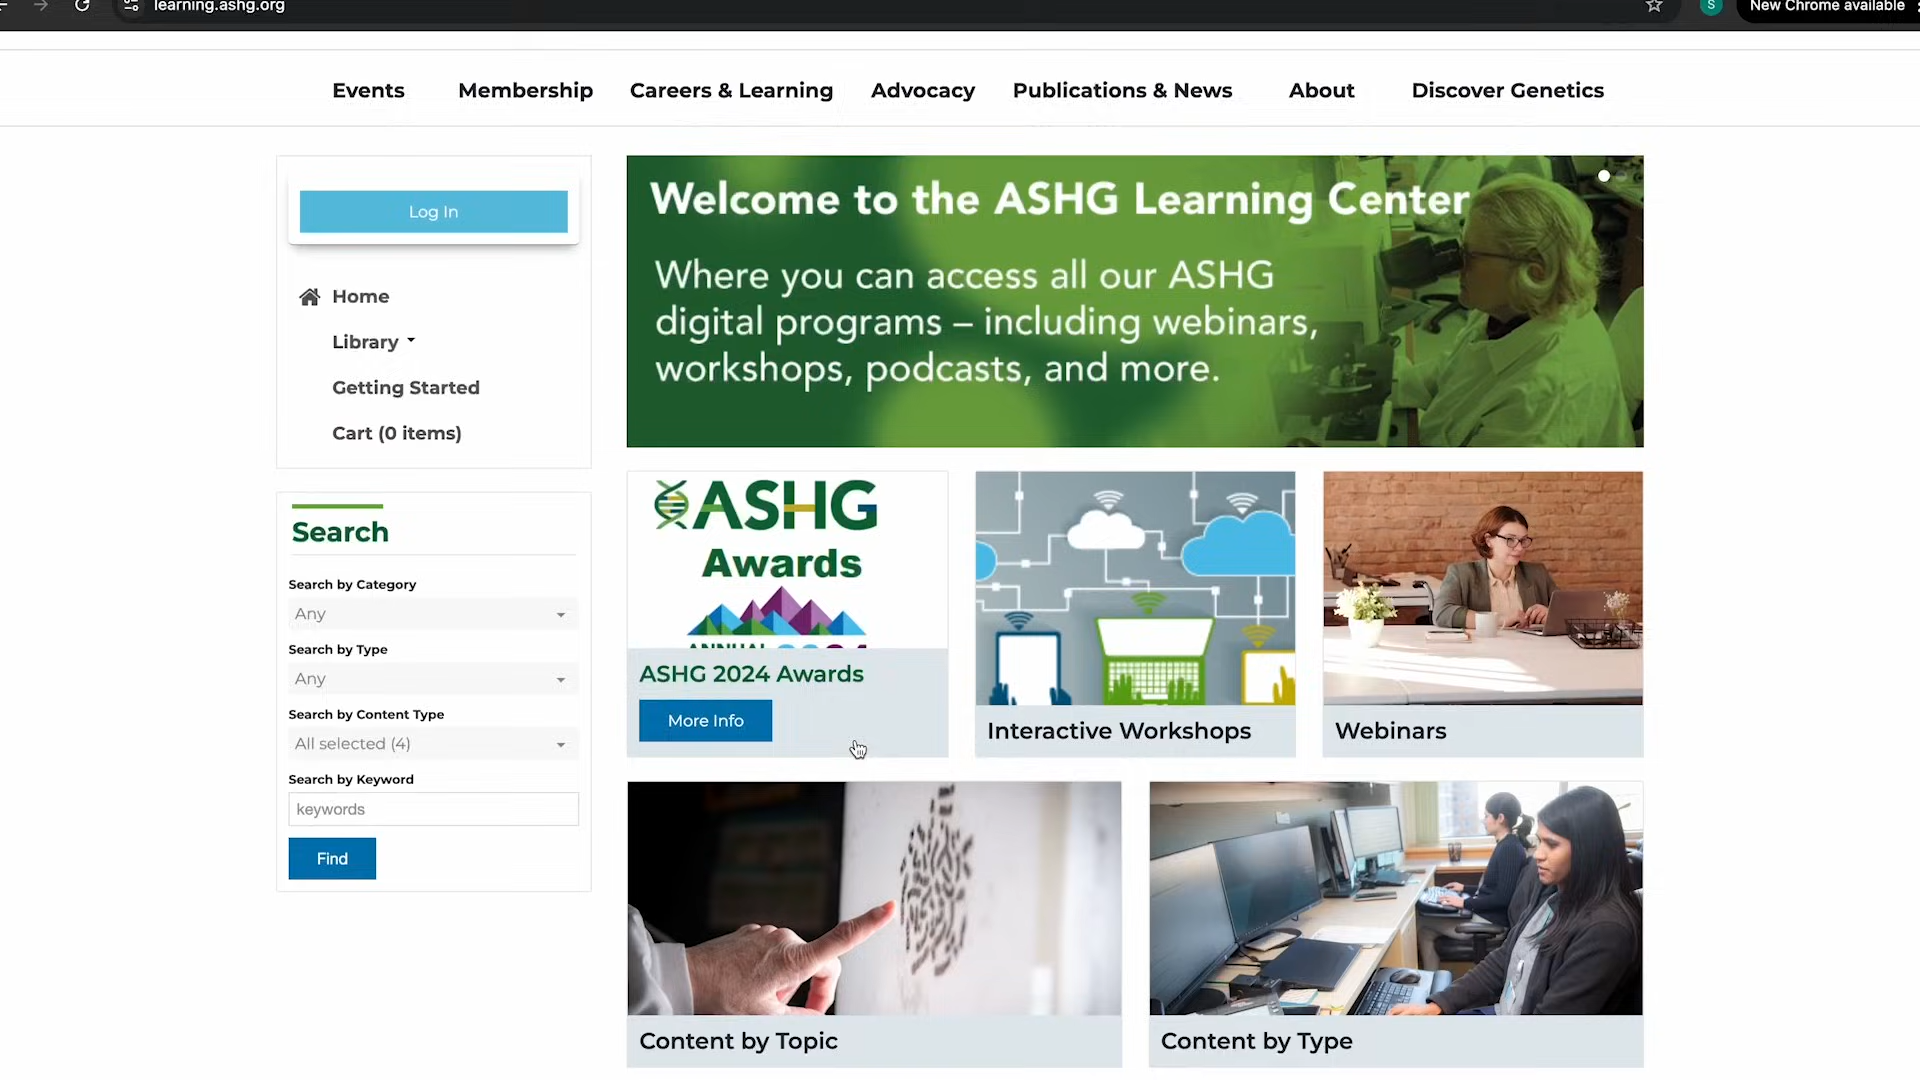 learning.ashg.org
S
New Chrome available
Events Membership Careers & Learning Advocacy Publications & News About Discover Genetics
Log In
Home
Library
Getting Started
Cart (0 items)
Search
Search by Category
Any
Search by Type
Any
Search by Content Type
All selected (4)
Search by Keyword
keywords
Find
Welcome to the ASHG Learning Center
Where you can access all our ASHG
digital programs – including webinars,
workshops, podcasts, and more.
ASHG
Awards
ASHG 2024 Awards
More Info
Interactive Workshops
Webinars
Content by Topic
Content by Type